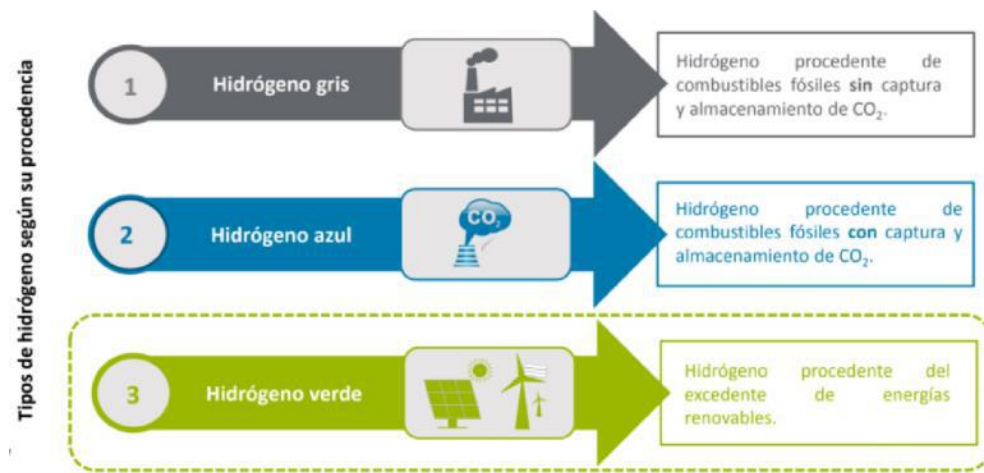 Tipos de hidrógeno según su procedencia
1
Hidrógeno gris
Hidrógeno procedente de
combustibles fósiles sin captura
y almacenamiento de CO₂.
2
Hidrógeno azul
CO₂
Hidrógeno procedente de
combustibles fósiles con captura y
almacenamiento de CO₂.
3
Hidrógeno verde
Hidrógeno procedente del
excedente de energías
renovables.